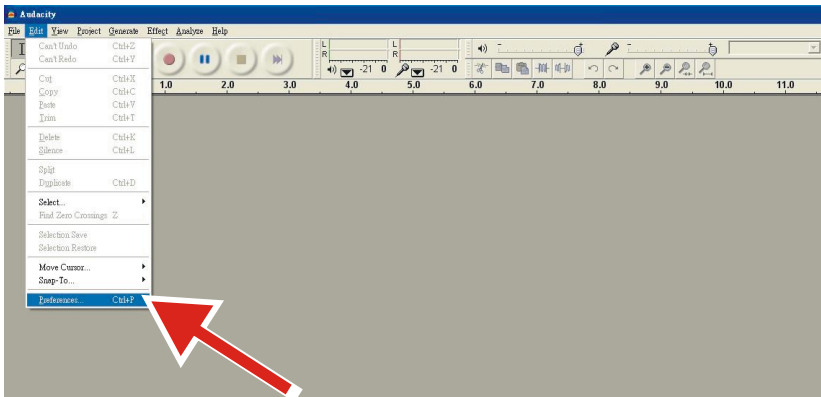 Audacity
File Edit View Project Generate Effect Analyze Help
Can't Undo Ctrl+Z
Can't Redo Ctrl+Y
Cut Ctrl+X
Copy Ctrl+C
Paste Ctrl+V
Trim Ctrl+T
Delete Ctrl+K
Silence Ctrl+L
Split
Duplicate Ctrl+D
Select...
Find Zero Crossings Z
Selection Save
Selection Restore
Move Cursor...
Snap-To...
Preferences... Ctrl+P
L L
R R
-21 0 -21 0
1.0 2.0 3.0 4.0 5.0 6.0 7.0 8.0 9.0 10.0 11.0